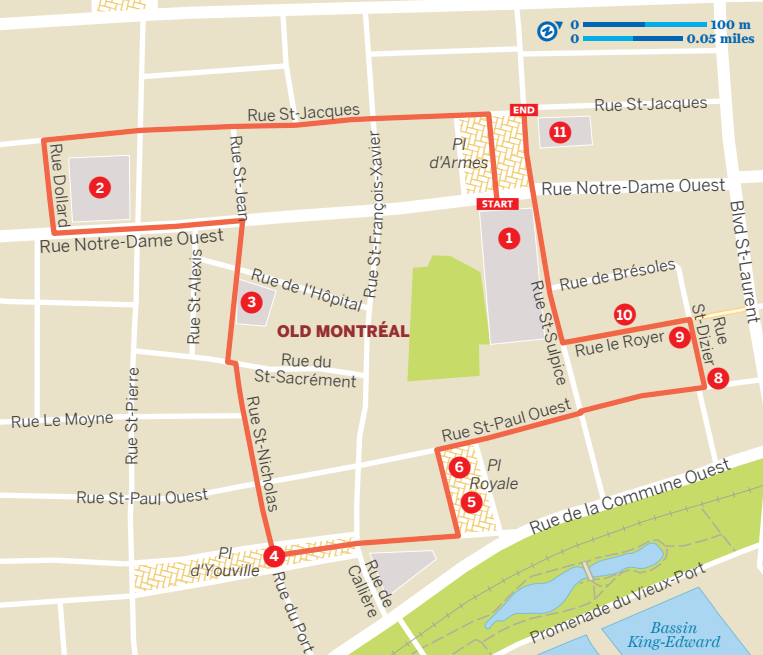 0 100 m
0 0.05 miles
Rue St-Jacques
END
Rue St-Jacques
11
Pl
d'Armes
Rue Dollard
2
Rue St-Jean
Rue St-François-Xavier
Rue Notre-Dame Ouest
START
1
Blvd St-Laurent
Rue Notre-Dame Ouest
Rue St-Alexis
Rue de l'Hôpital
3
Rue de Brésoles
OLD MONTRÉAL
Rue St-Sulpice
10
Rue le Royer
9
Rue
St-Dizier
8
Rue du
St-Sacrément
Rue St-Pierre
Rue Le Moyne
Rue St-Nicholas
Rue St-Paul Ouest
6
Pl
Royale
5
Rue St-Paul Ouest
Rue de la Commune Ouest
Pl
d'Youville
4
Rue du Port
Rue de
Callière
Promenade du Vieux-Port
Bassin
King-Edward